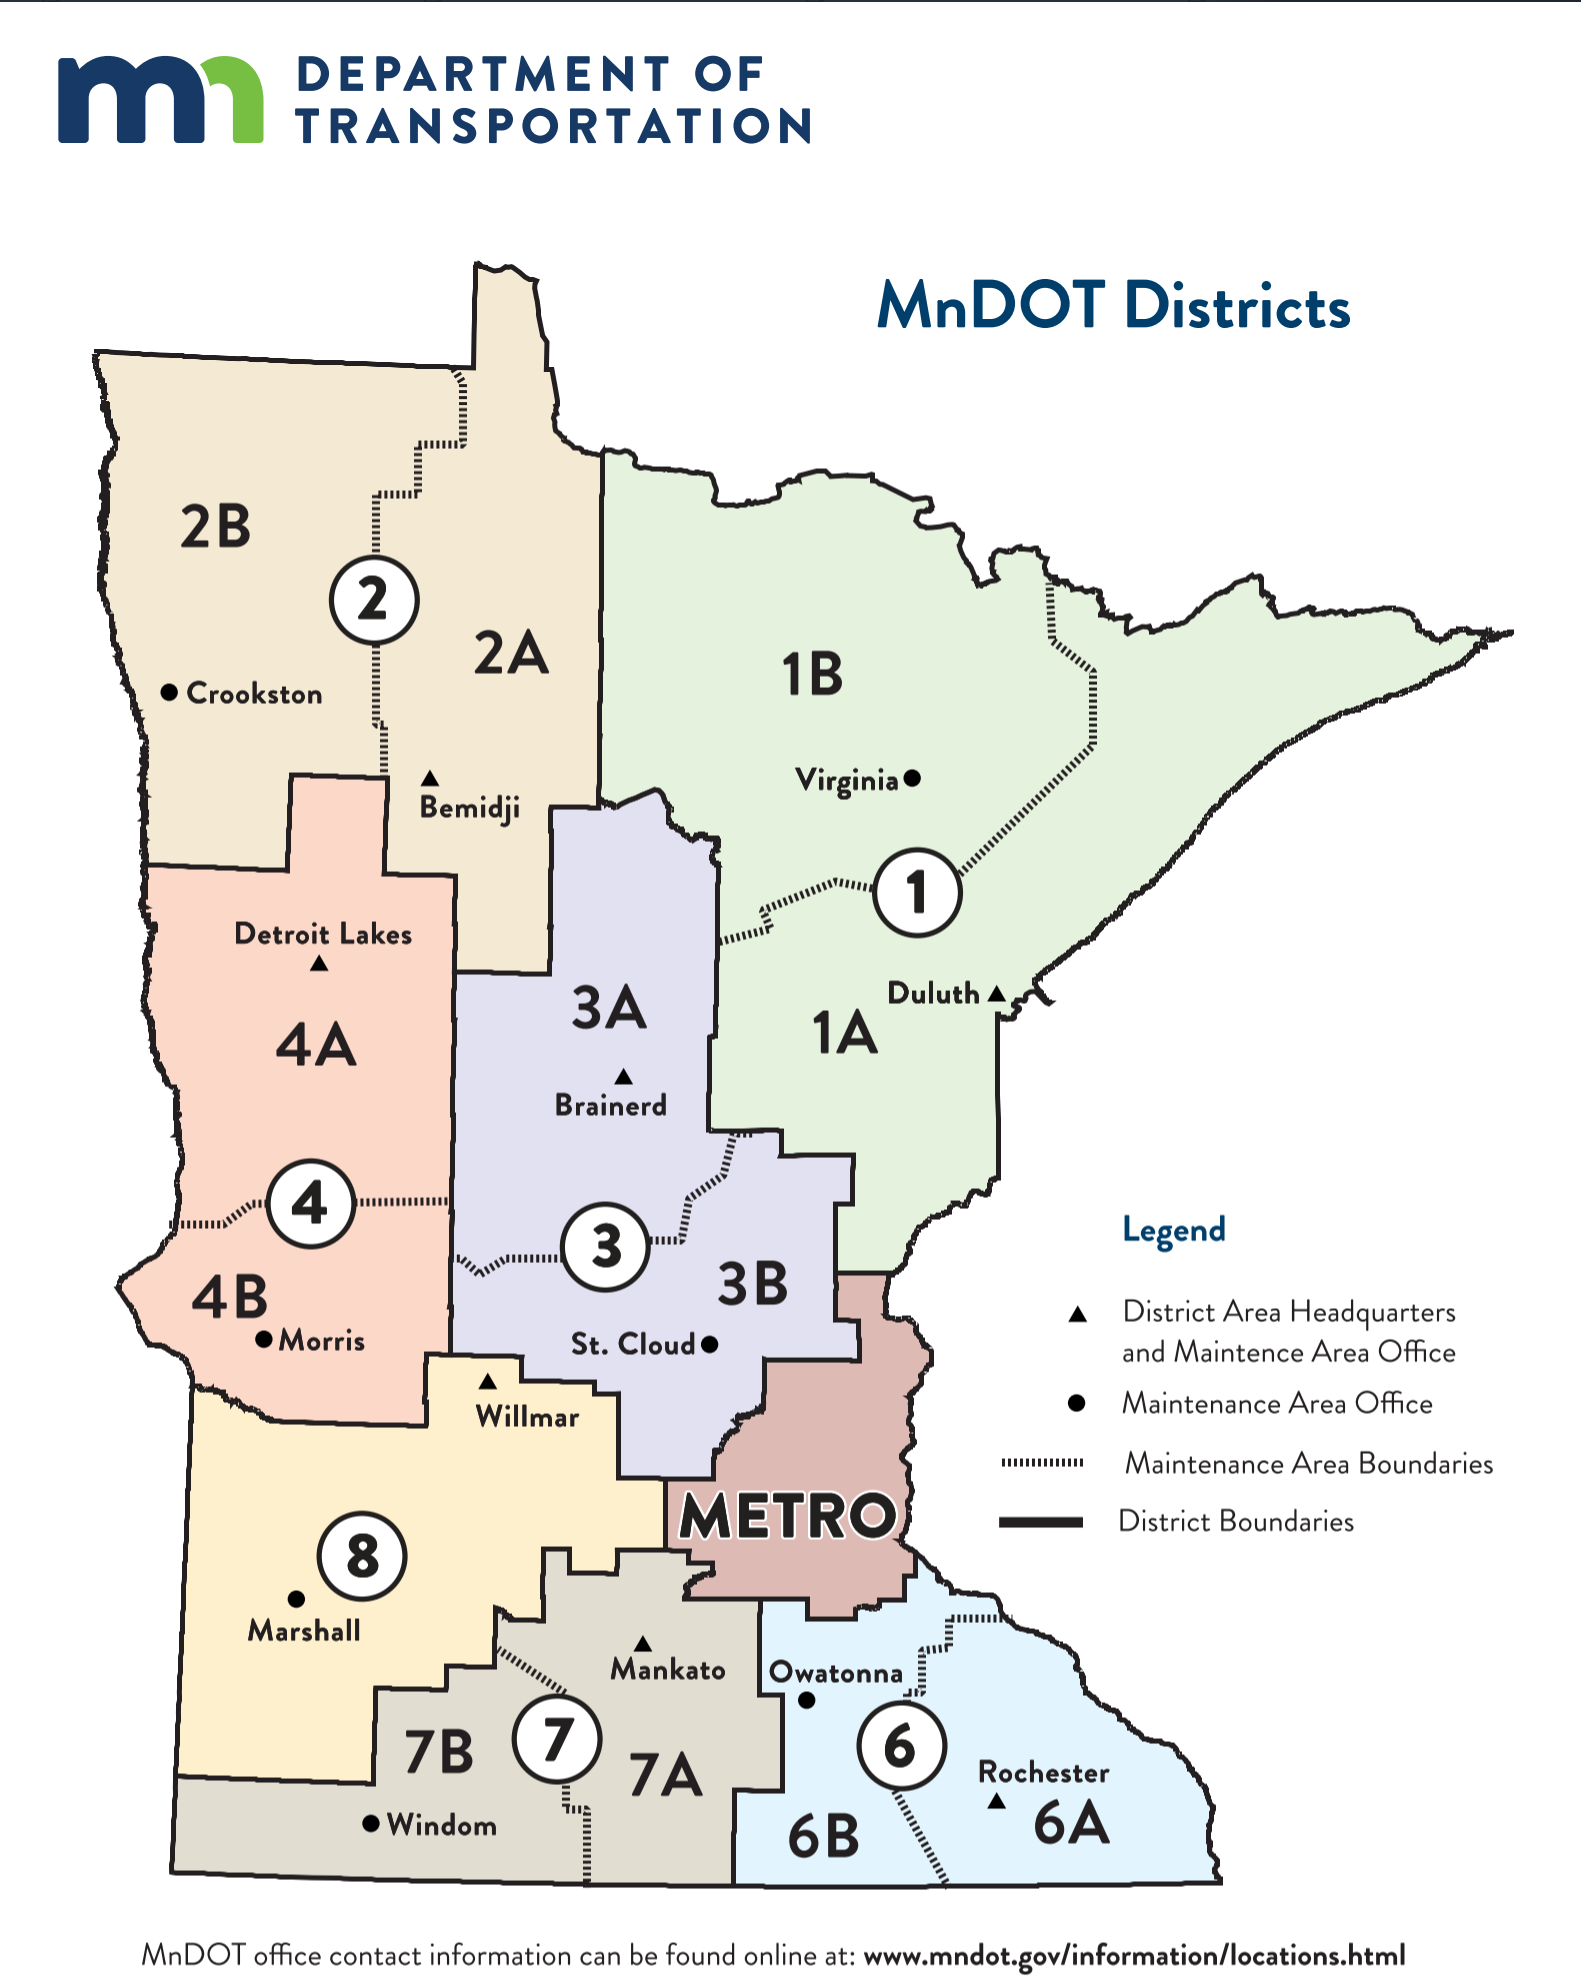 mn DEPARTMENT OF
TRANSPORTATION
MnDOT Districts
2B
2
2A
1B
Crookston
Virginia
Bemidji
1
Detroit Lakes
Duluth
3A
1A
4A
Brainerd
4
3
Legend
3B
4B
District Area Headquarters
and Maintence Area Office
Morris
St. Cloud
Maintenance Area Office
Willmar
Maintenance Area Boundaries
METRO
District Boundaries
8
Marshall
Mankato
Owatonna
7
6
7B
7A
Rochester
Windom
6B
6A
MnDOT office contact information can be found online at: www.mndot.gov/information/locations.html